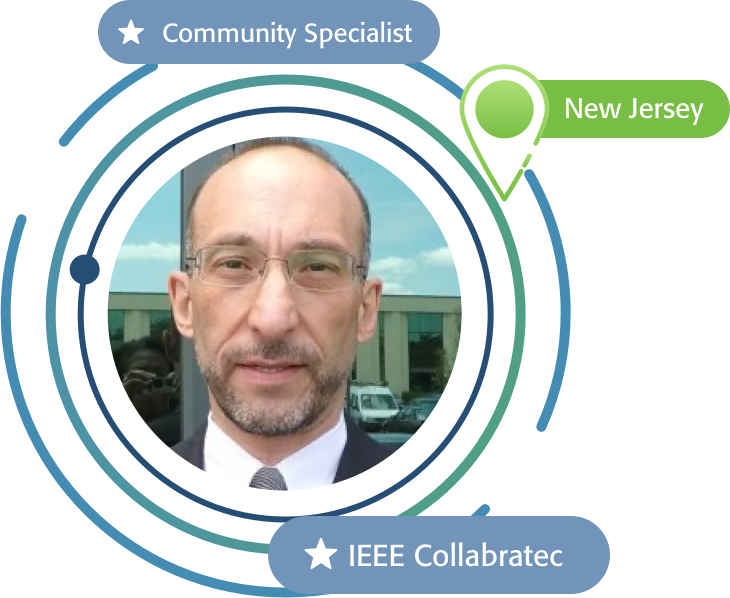 Community Specialist
New Jersey
IEEE Collabratec